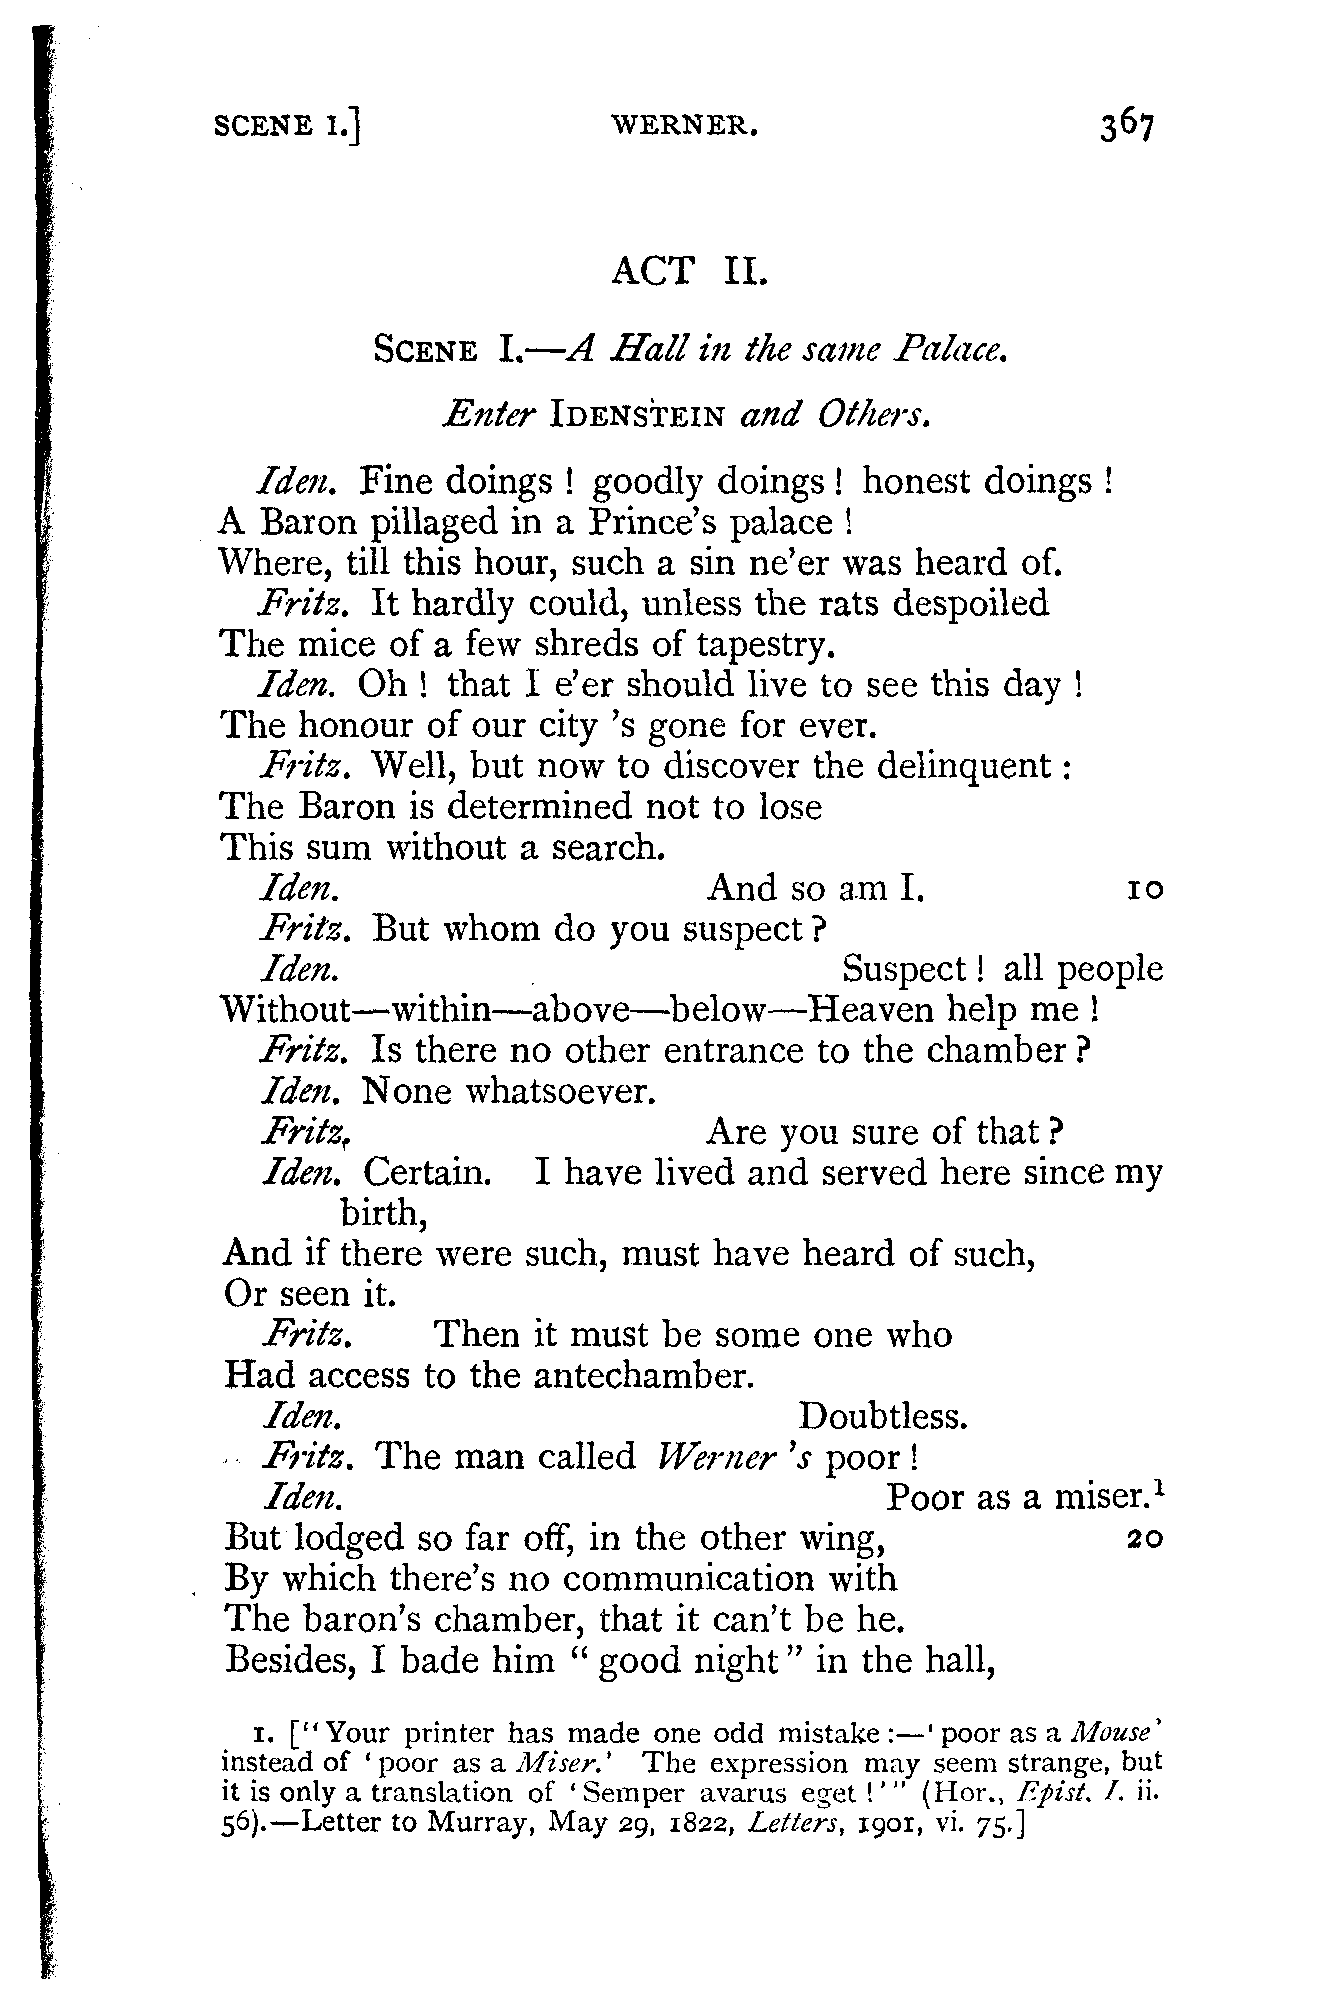 SCENE I.] WERNER. 367
ACT II.
SCENE I.—A Hall in the same Palace.
Enter IDENSTEIN and Others.
Iden. Fine doings ! goodly doings ! honest doings !
A Baron pillaged in a Prince's palace !
Where, till this hour, such a sin ne'er was heard of.
Fritz. It hardly could, unless the rats despoiled
The mice of a few shreds of tapestry.
Iden. Oh ! that I e'er should live to see this day !
The honour of our city 's gone for ever.
Fritz. Well, but now to discover the delinquent :
The Baron is determined not to lose
This sum without a search.
Iden. And so am I. 10
Fritz. But whom do you suspect ?
Iden. Suspect ! all people
Without—within—above—below—Heaven help me !
Fritz. Is there no other entrance to the chamber ?
Iden. None whatsoever.
Fritz. Are you sure of that ?
Iden. Certain. I have lived and served here since my
birth,
And if there were such, must have heard of such,
Or seen it.
Fritz. Then it must be some one who
Had access to the antechamber.
Iden. Doubtless.
Fritz. The man called Werner 's poor !
Iden. Poor as a miser.¹
But lodged so far off, in the other wing, 20
By which there's no communication with
The baron's chamber, that it can't be he.
Besides, I bade him "good night" in the hall,
1. ["Your printer has made one odd mistake :—'poor as a Mouse'
instead of 'poor as a Miser.' The expression may seem strange, but
it is only a translation of 'Semper avarus eget !'" (Hor., Epist. I. ii.
56).—Letter to Murray, May 29, 1822, Letters, 1901, vi. 75.]